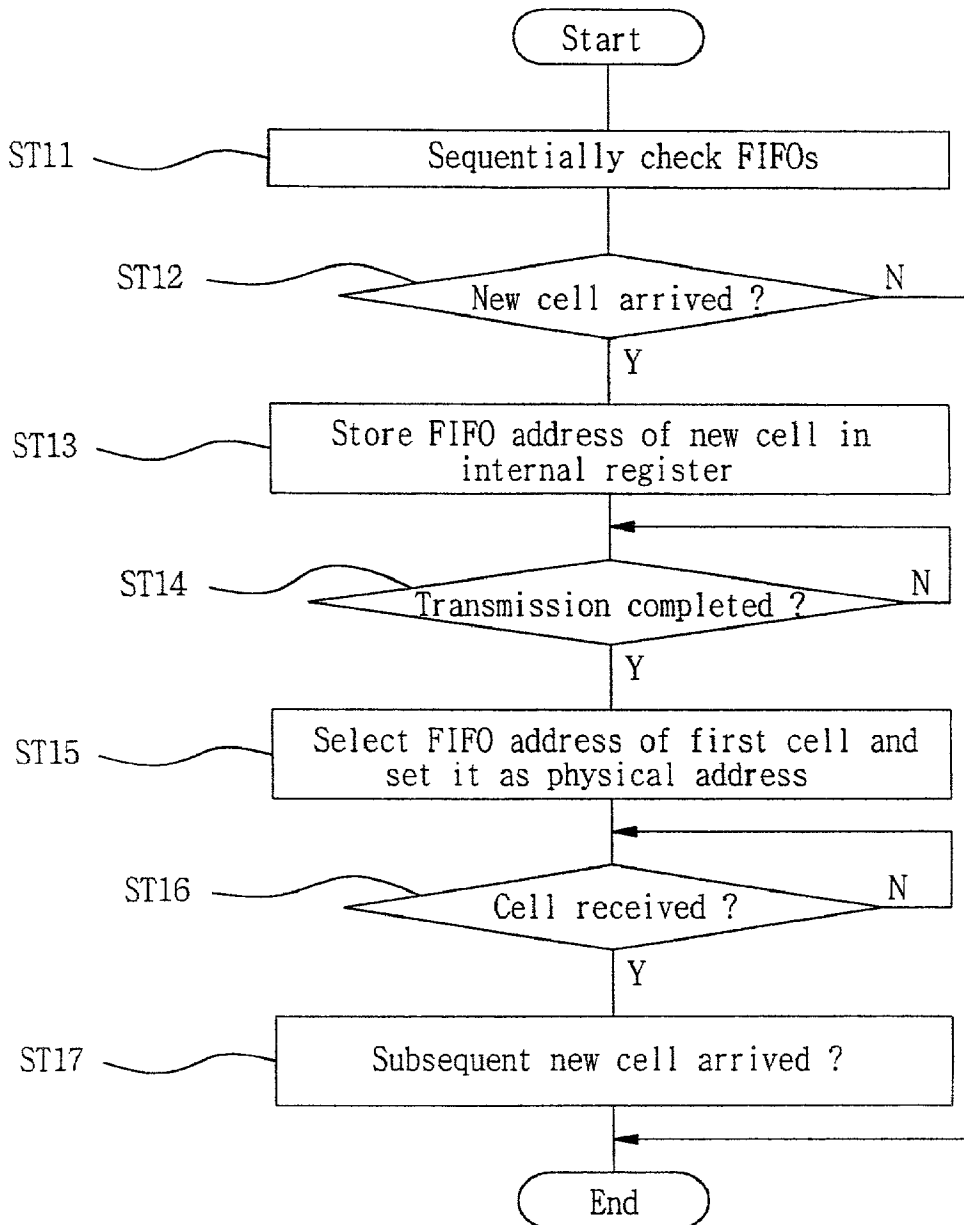 Start
ST11
Sequentially check FIFOs
ST12
New cell arrived ?
N
Y
ST13
Store FIFO address of new cell in
internal register
ST14
Transmission completed ?
N
Y
ST15
Select FIFO address of first cell and
set it as physical address
ST16
Cell received ?
N
Y
ST17
Subsequent new cell arrived ?
End